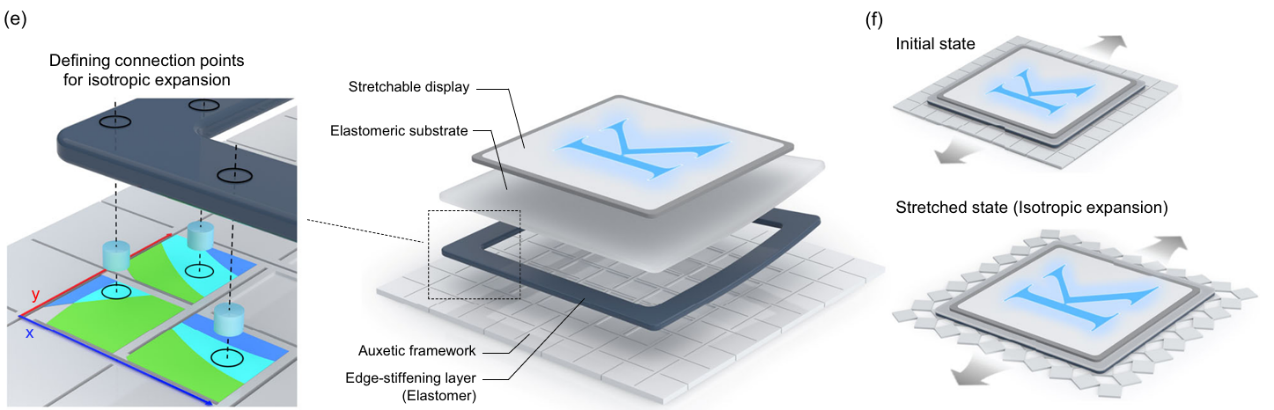 (e)
Defining connection points
for isotropic expansion
y
x
Stretchable display
Elastomeric substrate
K
Auxetic framework
Edge-stiffening layer
(Elastomer)
(f)
Initial state
K
Stretched state (Isotropic expansion)
K